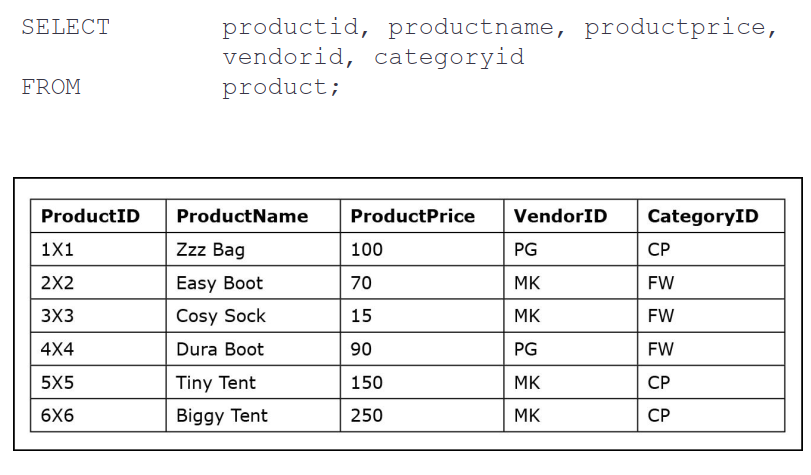 SELECT productid, productname, productprice,
vendorid, categoryid
FROM product;
ProductID ProductName ProductPrice VendorID CategoryID
1X1 Zzz Bag 100 PG CP
2X2 Easy Boot 70 MK FW
3X3 Cosy Sock 15 MK FW
4X4 Dura Boot 90 PG FW
5X5 Tiny Tent 150 MK CP
6X6 Biggy Tent 250 MK CP